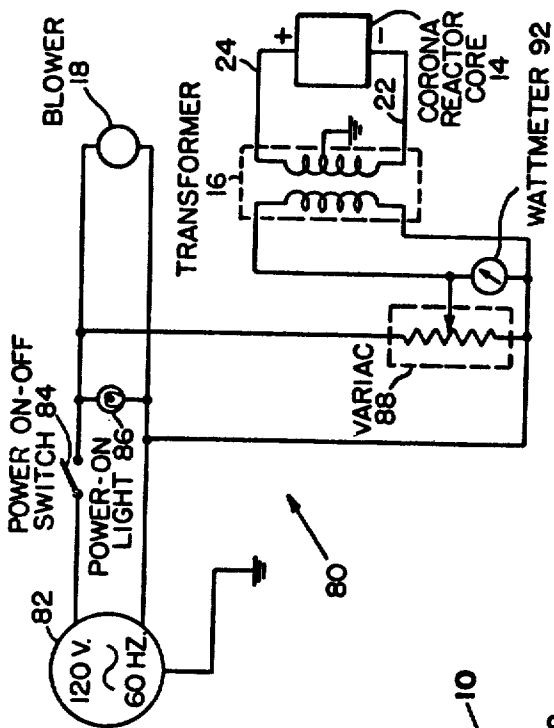 POWER ON-OFF
SWITCH 84
BLOWER
18
82
120 V.
60 HZ.
POWER-ON
LIGHT 86
TRANSFORMER
16
24
22
+
-
CORONA
REACTOR
CORE
14
VARIAC
88
WATTMETER 92
80
10